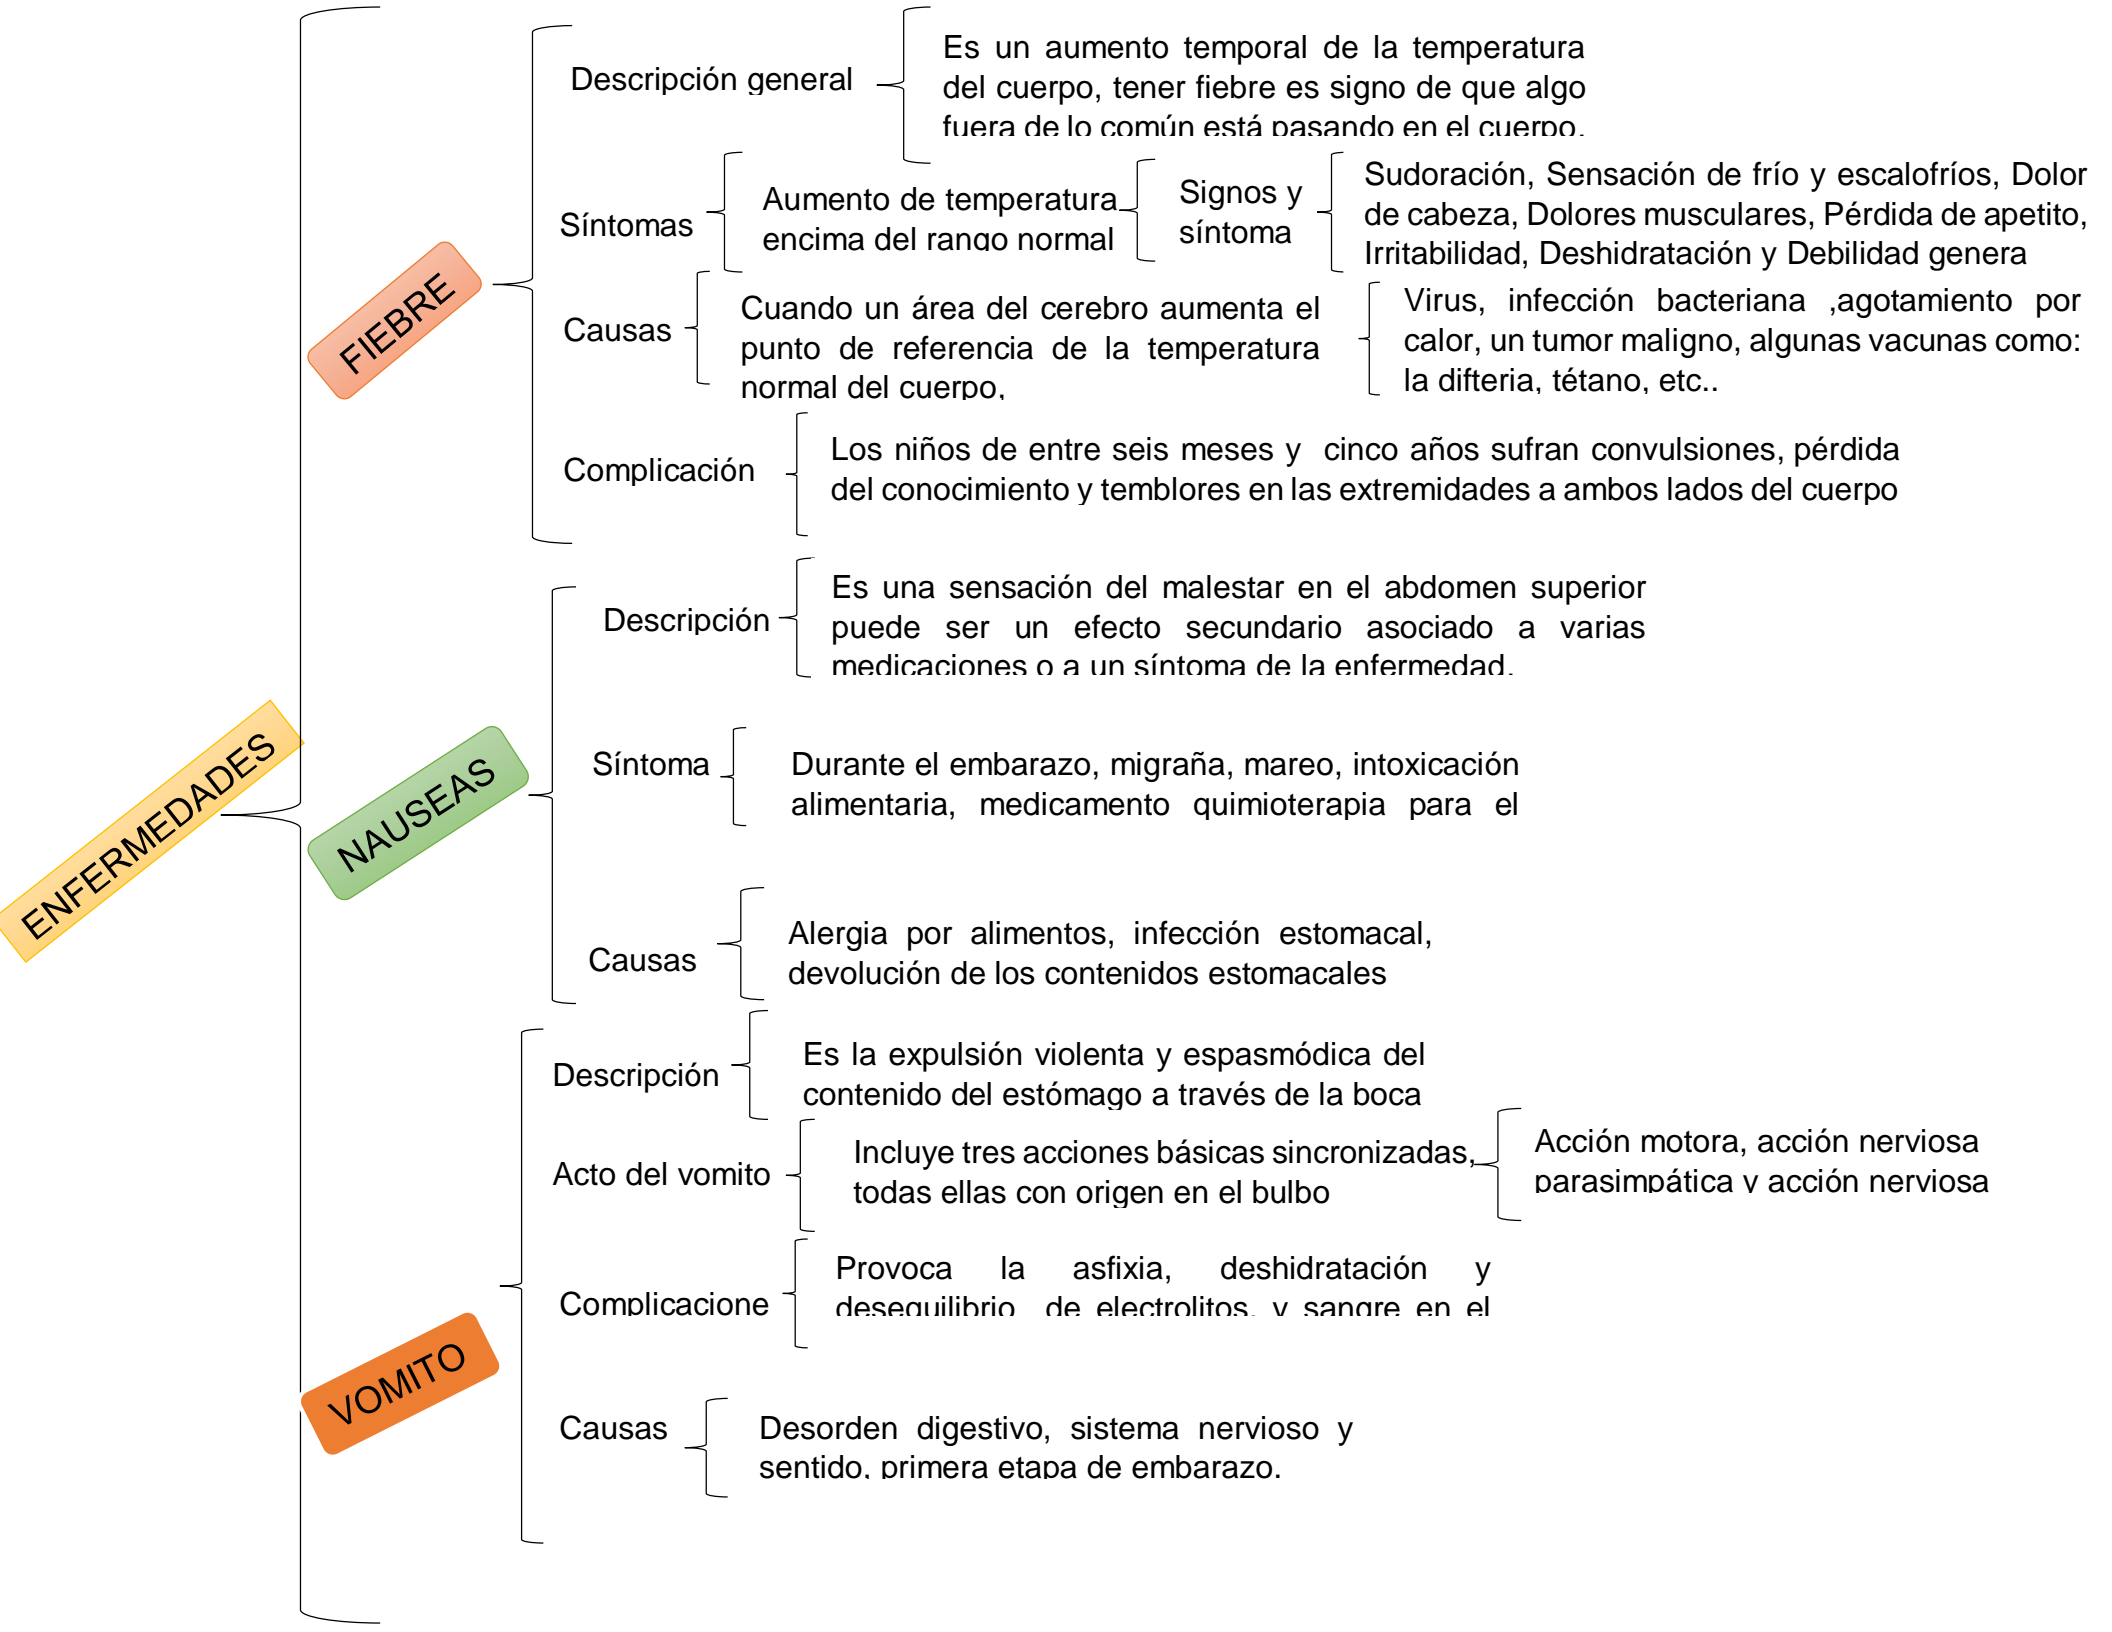 ENFERMEDADES
FIEBRE
Descripción general
Es un aumento temporal de la temperatura
del cuerpo, tener fiebre es signo de que algo
fuera de lo común está pasando en el cuerpo.
Síntomas
Aumento de temperatura
encima del rango normal
Signos y
síntoma
Sudoración, Sensación de frío y escalofríos, Dolor
de cabeza, Dolores musculares, Pérdida de apetito,
Irritabilidad, Deshidratación y Debilidad genera
Causas
Cuando un área del cerebro aumenta el
punto de referencia de la temperatura
normal del cuerpo,
Virus, infección bacteriana ,agotamiento por
calor, un tumor maligno, algunas vacunas como:
la difteria, tétano, etc..
Complicación
Los niños de entre seis meses y cinco años sufran convulsiones, pérdida
del conocimiento y temblores en las extremidades a ambos lados del cuerpo
NAUSEAS
Descripción
Es una sensación del malestar en el abdomen superior
puede ser un efecto secundario asociado a varias
medicaciones o a un síntoma de la enfermedad.
Síntoma
Durante el embarazo, migraña, mareo, intoxicación
alimentaria, medicamento quimioterapia para el
Causas
Alergia por alimentos, infección estomacal,
devolución de los contenidos estomacales
VOMITO
Descripción
Es la expulsión violenta y espasmódica del
contenido del estómago a través de la boca
Acto del vomito
Incluye tres acciones básicas sincronizadas,
todas ellas con origen en el bulbo
Acción motora, acción nerviosa
parasimpática y acción nerviosa
Complicacione
Provoca la asfixia, deshidratación y
desequilibrio de electrolitos, y sangre en el
Causas
Desorden digestivo, sistema nervioso y
sentido, primera etapa de embarazo.